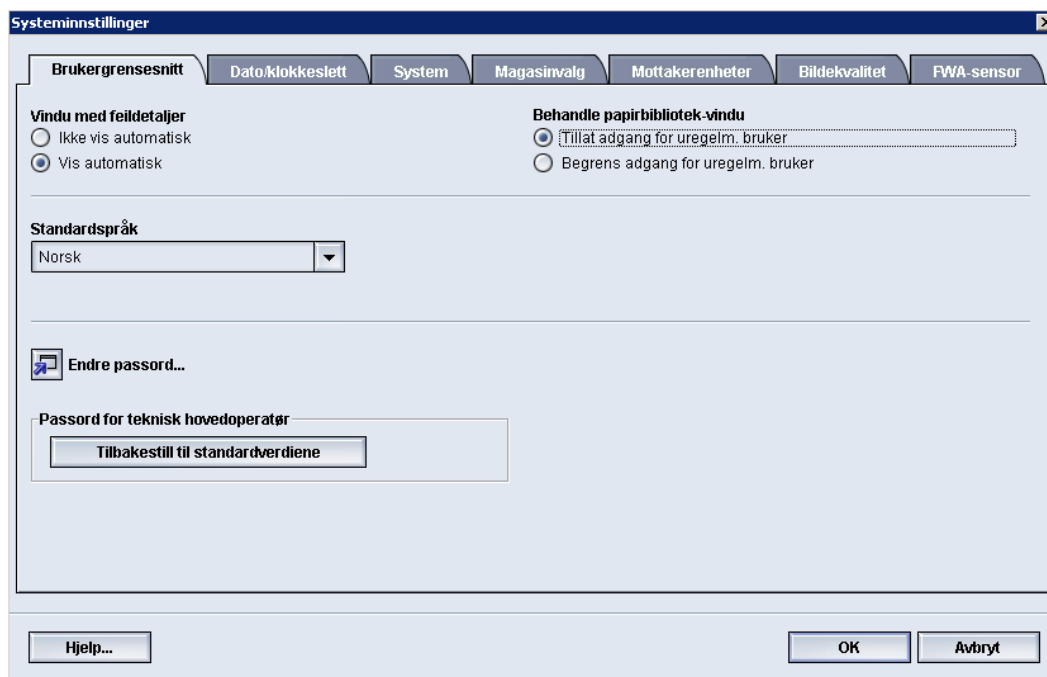 Systeminnstillinger
Brukergrensesnitt
Dato/klokkeslett
System
Magasinvalg
Mottakerenheter
Bildekvalitet
FWA-sensor
Vindu med feildetaljer
Ikke vis automatisk
Vis automatisk
Behandle papirbibliotek-vindu
Tillat adgang for uregelm. bruker
Begrens adgang for uregelm. bruker
Standardspråk
Norsk
Endre passord...
Passord for teknisk hovedoperatør
Tilbakestill til standardverdiene
Hjelp...
OK
Avbryt